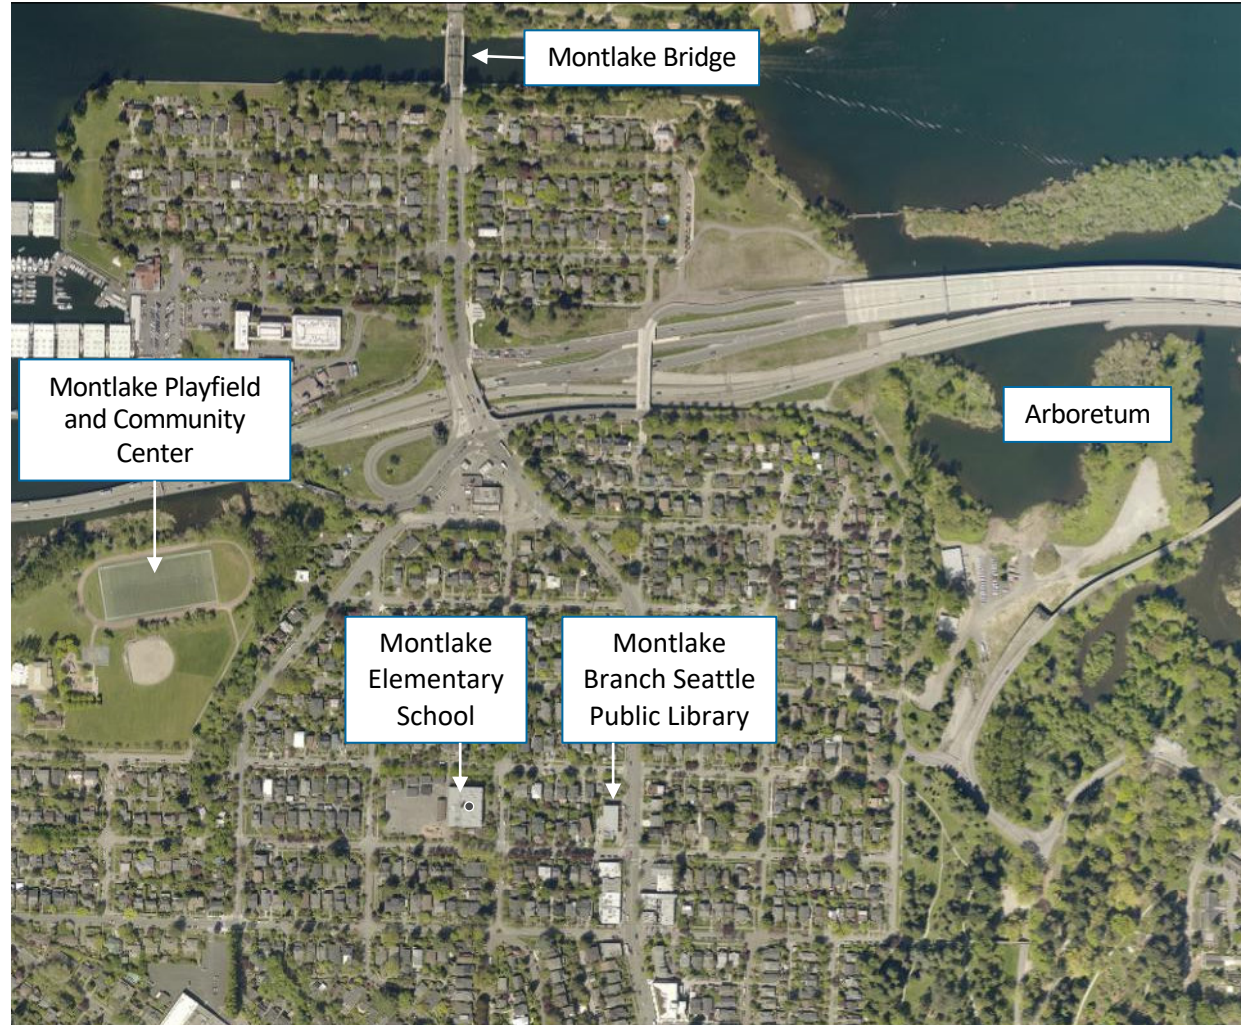 Montlake Bridge
Montlake Playfield
and Community
Center
Arboretum
Montlake
Elementary
School
Montlake
Branch Seattle
Public Library